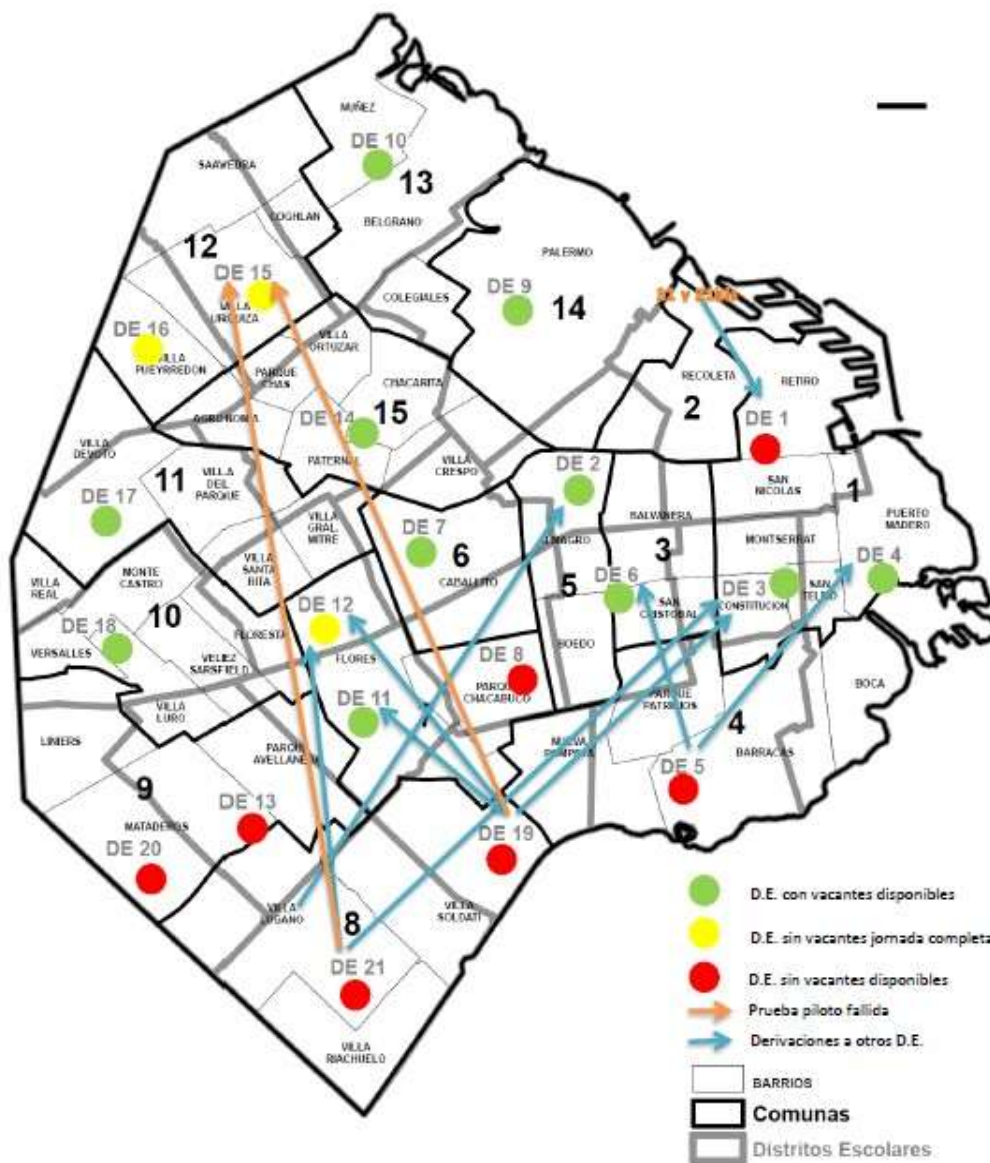 NUÑEZ
DE 10
13
SAAVEDRA
COGHLAN
BELGRANO
12
PALERMO
DE 15
VILLA
URQUIZA
COLEGIALES
DE 9
14
DE 16
VILLA
PUEYRREDON
VILLA
ORTUZAR
PARQUE
CHAS
CHACARITA
RECOLETA
RETIRO
2
AGRONOMIA
DE 14
15
DE 1
VILLA
DEVOTO
PATERNAL
VILLA
CRESPO
11
VILLA
DEL
PARQUE
DE 2
SAN
NICOLAS
1
DE 17
VILLA
GRAL.
MITRE
BALVANERA
PUERTO
MADERO
DE 7
6
ALMAGRO
3
MONTSERRAT
VILLA
REAL
MONTE
CASTRO
VILLA
SANTA
RITA
CABALLITO
5
DE 6
DE 3
DE 4
SAN
TELMO
10
DE 12
SAN
CRISTOBAL
CONSTITUCION
DE 18
FLORESTA
VERSALLES
VELEZ
SARSFIELD
FLORES
BOEDO
DE 8
PARQUE
CHACABUCO
BOCA
VILLA
LURO
DE 11
7
PARQUE
PATRICIOS
4
LINIERS
PARQUE
AVELLANEDA
NUEVA
POMPEYA
BARRACAS
DE 5
9
DE 13
MATADEROS
DE 19
DE 20
VILLA
LUGANO
8
VILLA
SOLDATI
DE 21
VILLA
RIACHUELO
D.E. con vacantes disponibles
D.E. sin vacantes jornada completa
D.E. sin vacantes disponibles
Prueba piloto fallida
Derivaciones a otros D.E.
BARRIOS
Comunas
Distritos Escolares